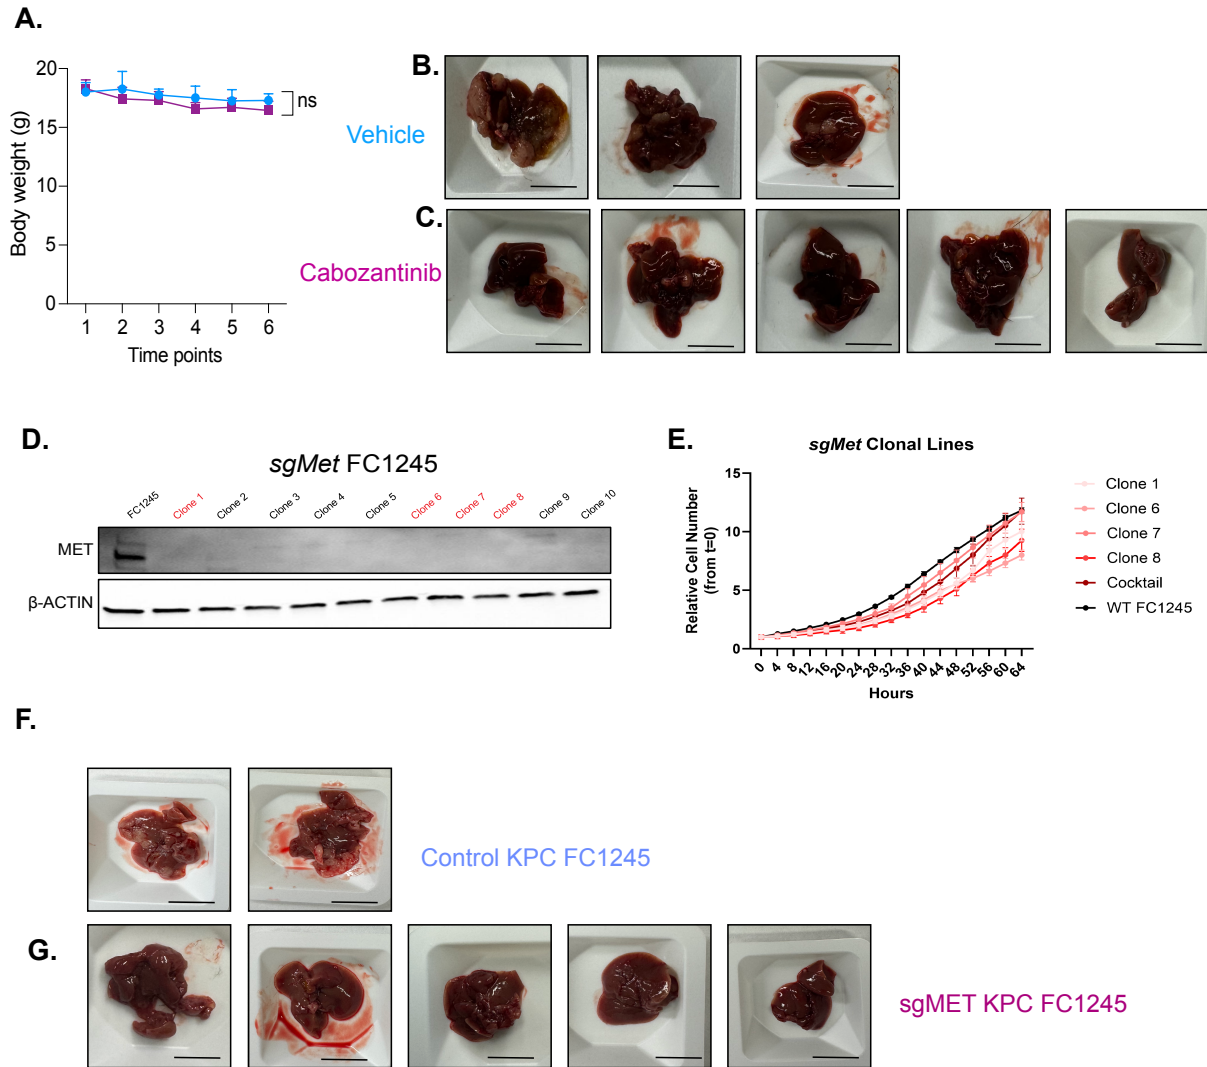 A.
20
15
10
5
0
Body weight (g)
1 2 3 4 5 6
Time points
ns
Vehicle
B.
Cabozantinib
C.
D.
sgMet FC1245
FC1245 Clone 1 Clone 2 Clone 3 Clone 4 Clone 5 Clone 6 Clone 7 Clone 8 Clone 9 Clone 10
MET
β-ACTIN
E.
sgMet Clonal Lines
15
10
5
0
Relative Cell Number
(from t=0)
0 4 8 12 16 20 24 28 32 36 40 44 48 52 56 60 64
Hours
Clone 1
Clone 6
Clone 7
Clone 8
Cocktail
WT FC1245
F.
Control KPC FC1245
G.
sgMET KPC FC1245